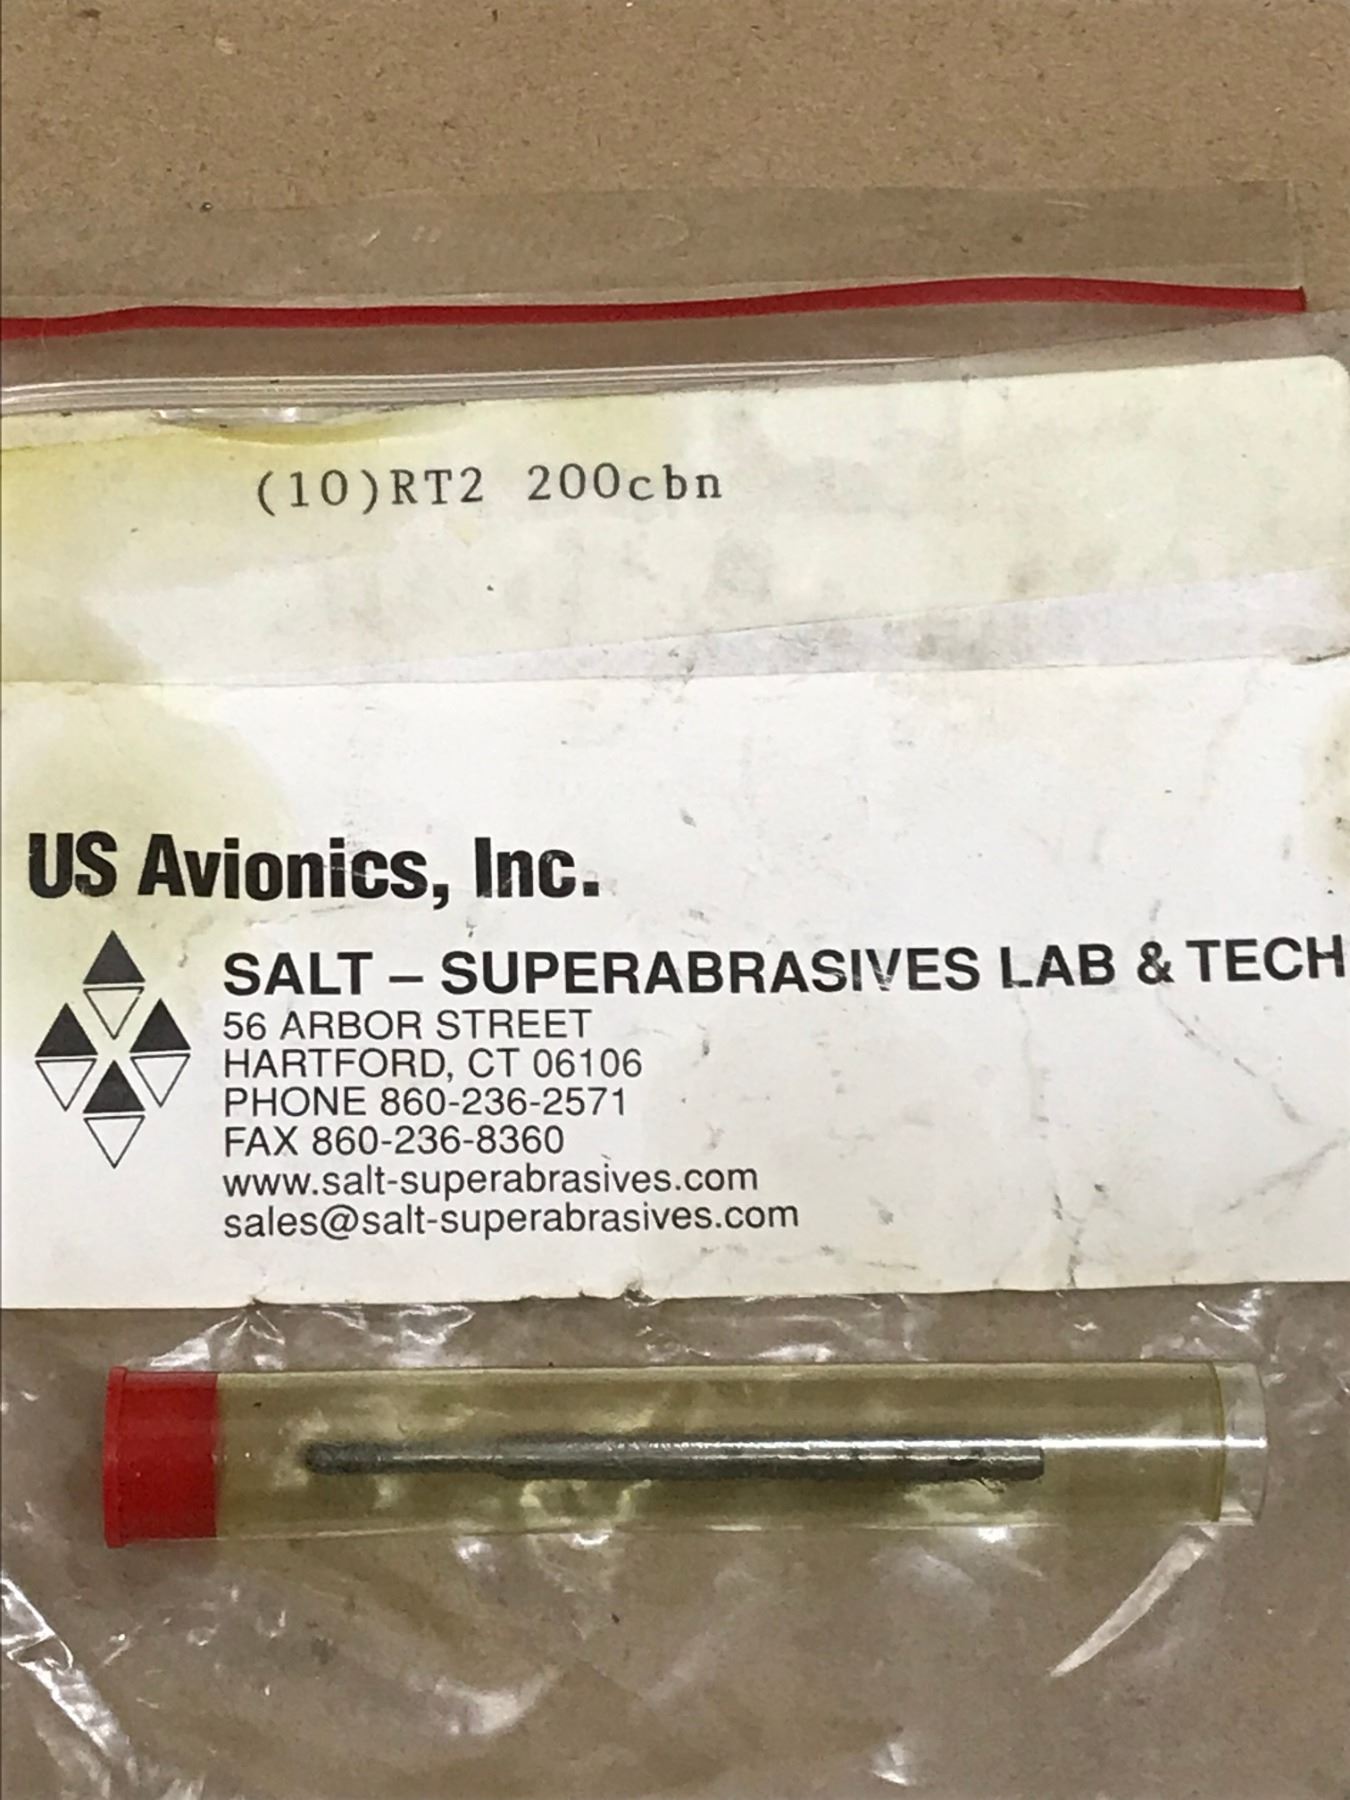 (10)RT2 200cbn
US Avionics, Inc.
SALT – SUPERABRASIVES LAB & TECH
56 ARBOR STREET
HARTFORD, CT 06106
PHONE 860-236-2571
FAX 860-236-8360
www.salt-superabrasives.com
sales@salt-superabrasives.com